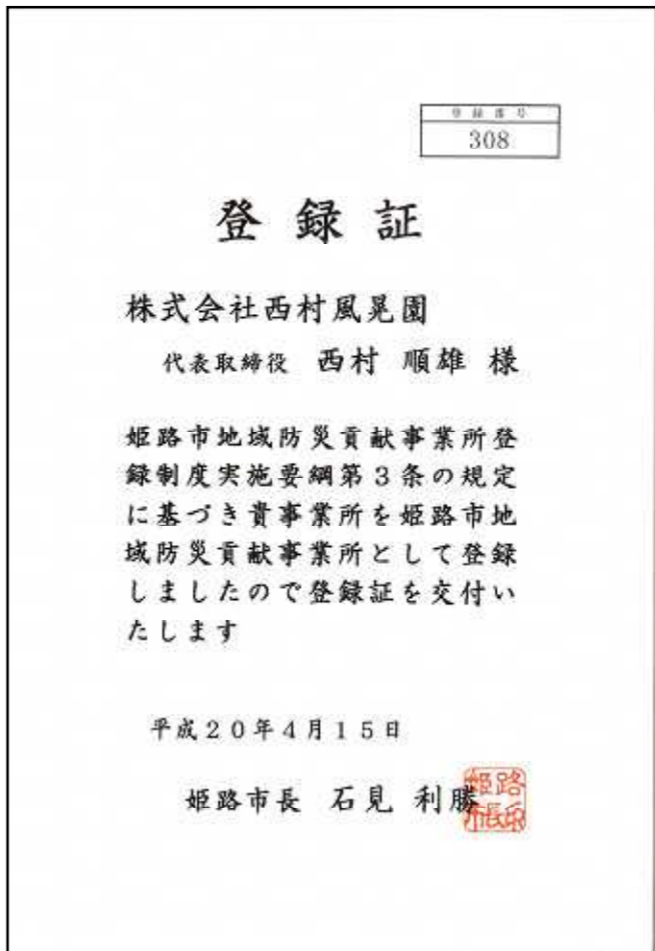 登録番号
308
登録証
株式会社西村風晃園
代表取締役 西村 順雄 様
姫路市地域防災貢献事業所登
録制度実施要綱第3条の規定
に基づき貴事業所を姫路市地
域防災貢献事業所として登録
しましたので登録証を交付い
たします
平成20年4月15日
姫路市長 石見 利勝